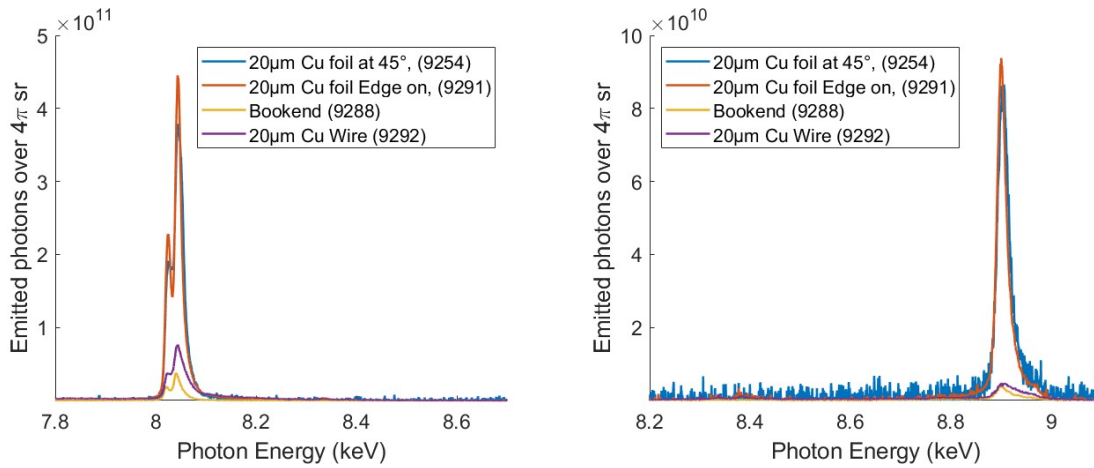 ×10^11
5
4
3
2
1
7.8 8 8.2 8.4 8.6
Emitted photons over 4π sr
Photon Energy (keV)
20µm Cu foil at 45°, (9254)
20µm Cu foil Edge on, (9291)
Bookend (9288)
20µm Cu Wire (9292)
×10^10
10
8
6
4
2
8.2 8.4 8.6 8.8 9
Emitted photons over 4π sr
Photon Energy (keV)
20µm Cu foil at 45°, (9254)
20µm Cu foil Edge on, (9291)
Bookend (9288)
20µm Cu Wire (9292)